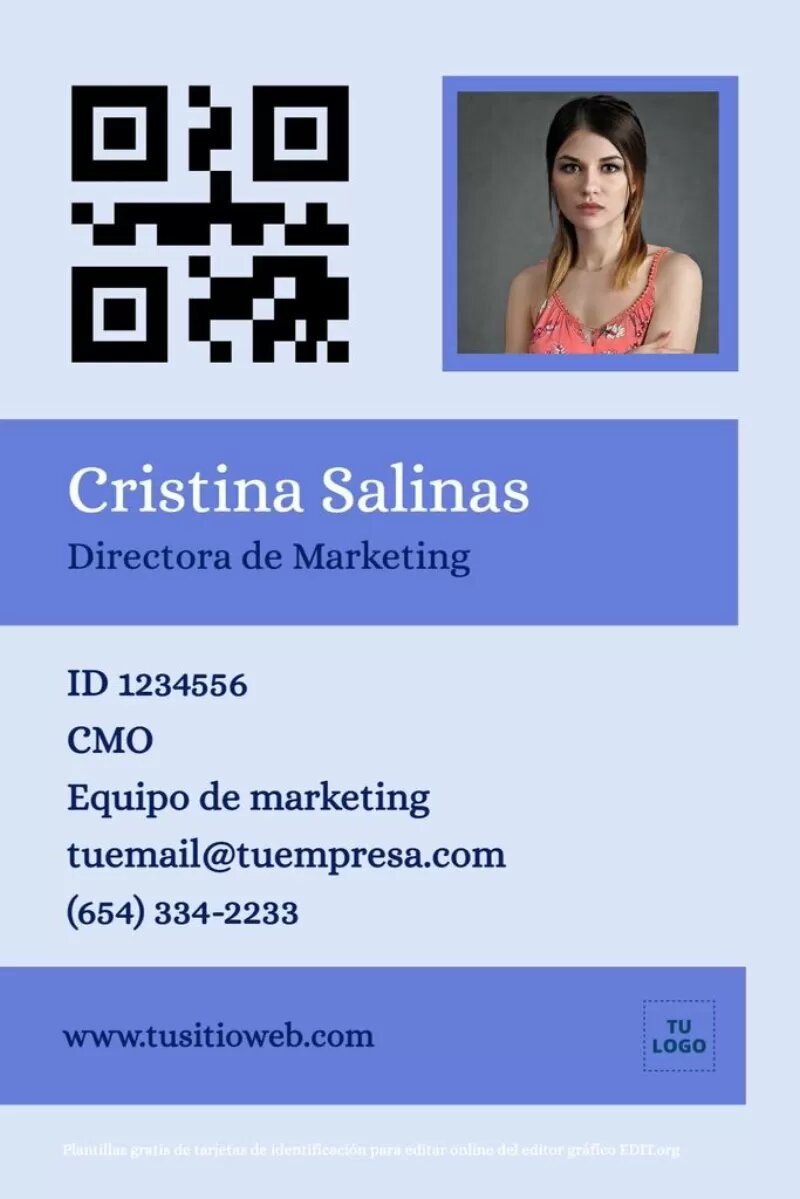 Cristina Salinas
Directora de Marketing
ID 1234556
CMO
Equipo de marketing
tuemail@tuempresa.com
(654) 334-2233
www.tusitioweb.com
TU
LOGO
Plantillas gratis de tarjetas de identificación para editar online del editor gráfico EDIT.org